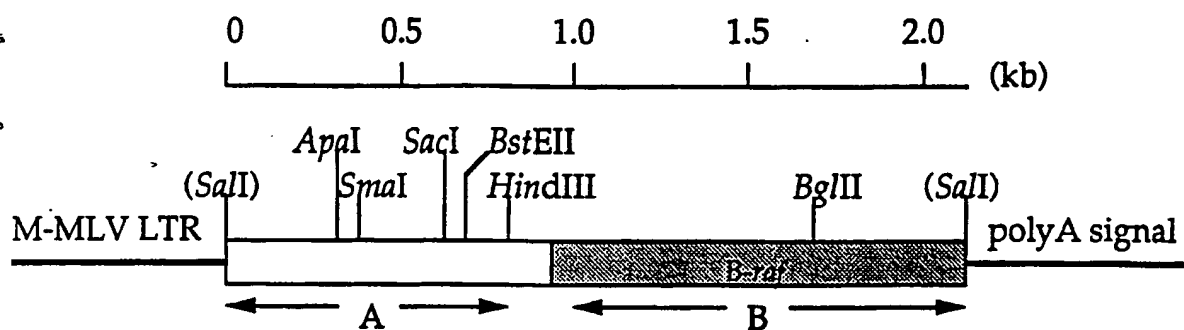 0 0.5 1.0 1.5 2.0
(kb)
ApaI SacI BstEII
(SalI) SmaI HindIII BglII (SalI)
M-MLV LTR polyA signal
B-raf
A B